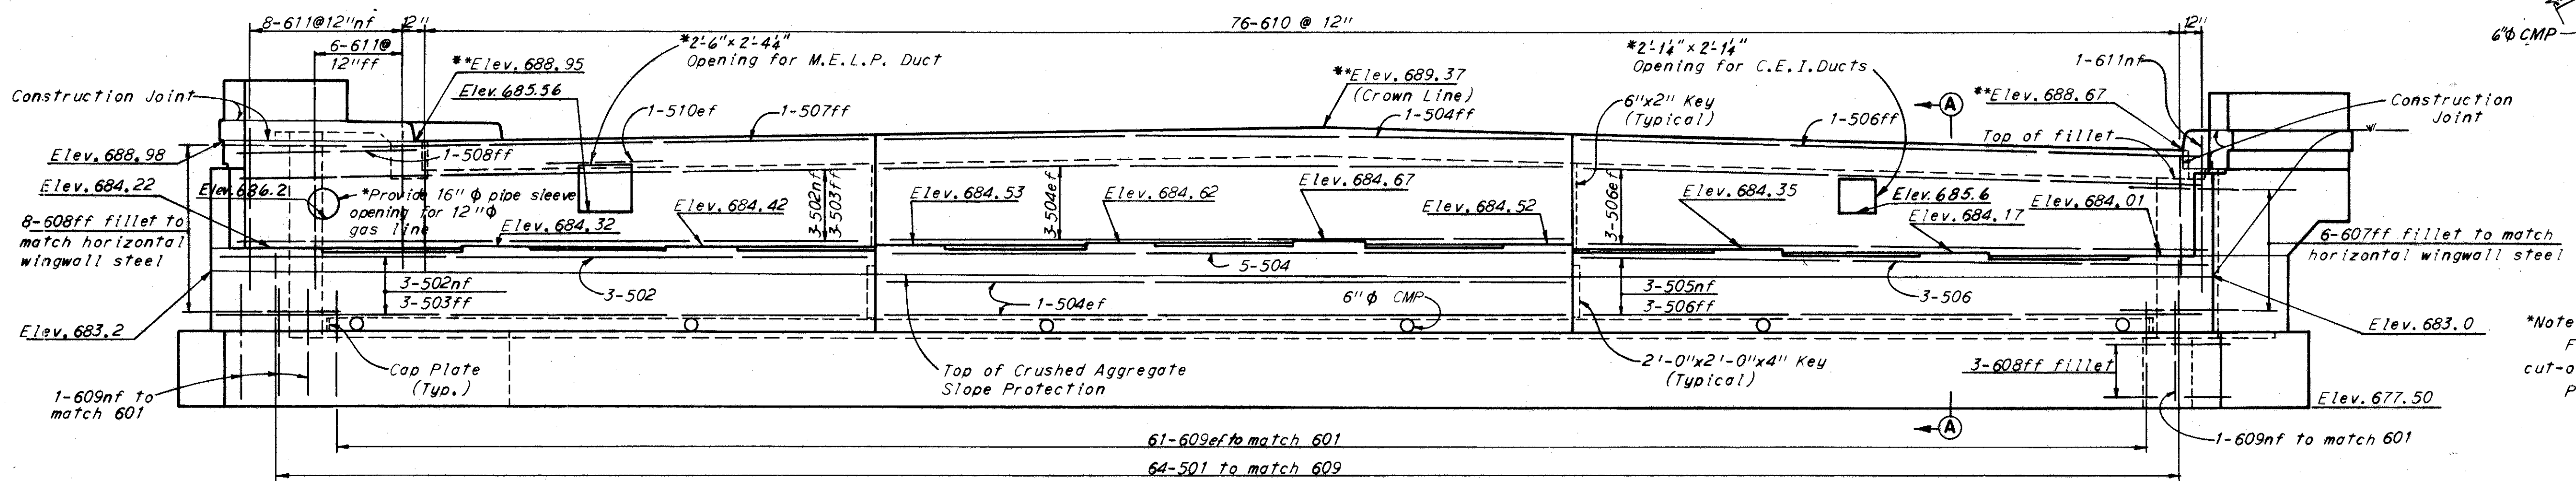 8-611@12"nf
12"
76-610 @ 12"
12"
6-611@
12"ff
**Elev.688.95
Elev.685.56
*2'-6"x2'-4¼"
Opening for M.E.L.P. Duct
**Elev.689.37
(Crown Line)
*2'-1¼"x2'-1¼"
Opening for C.E.I.Ducts
1-611nf
6"φ CMP
Construction Joint
1-510ef
1-507ff
1-504ff
6"x2" Key
(Typical)
1-506ff
A
**Elev.688.67
Top of fillet
Construction
Joint
Elev.688.98
1-508ff
Elev.684.22
Elev.686.2
*Provide 16" φ pipe sleeve
opening for 12"φ
gas line
Elev.684.32
Elev.684.42
3-502nf
3-503ff
Elev.684.53
3-504ef
Elev.684.62
Elev.684.67
Elev.684.52
3-506ef
Elev.684.35
Elev.685.6
Elev.684.17
Elev.684.01
8-608ff fillet to
match horizontal
wingwall steel
6-607ff fillet to match
horizontal wingwall steel
3-502nf
3-503ff
3-502
5-504
1-504ef
6"φ CMP
3-505nf
3-506ff
3-506
Elev.683.2
Elev.683.0
*Note
F
cut-o
P
Cap Plate
(Typ.)
Top of Crushed Aggregate
Slope Protection
2'-0"x2'-0"x4" Key
(Typical)
3-608ff fillet
1-609nf to
match 601
Elev.677.50
A
61-609ef to match 601
1-609nf to match 601
64-501 to match 609